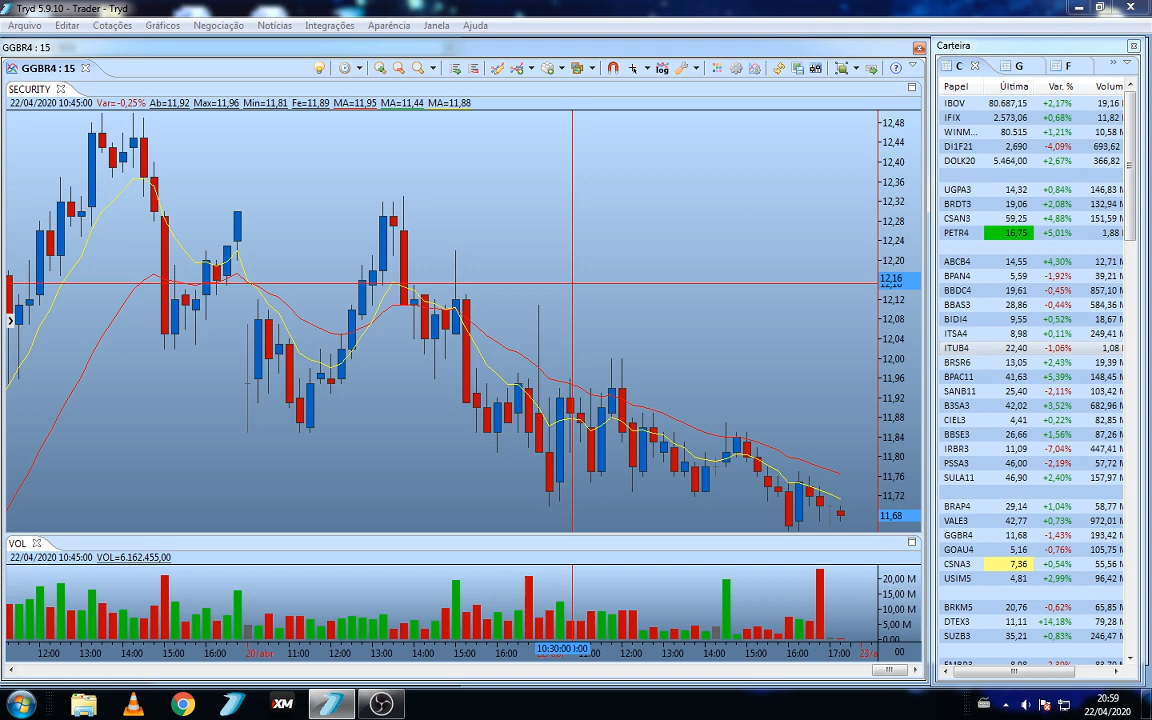 Tryd 5.9.10 - Trader - Tryd
Arquivo Editar Cotações Gráficos Negociação Notícias Integrações Aparência Janela Ajuda
GGBR4 : 15
GGBR4 : 15
log
SECURITY
22/04/2020 10:45:00 Var=-0,25% Ab=11,92 Max=11,96 Min=11,81 Fe=11,89 MA=11,95 MA=11,44 MA=11,88
12,48
12,44
12,40
12,36
12,32
12,28
12,24
12,20
12,16
12,12
12,08
12,04
12,00
11,96
11,92
11,88
11,84
11,80
11,76
11,72
11,68
VOL
22/04/2020 10:45:00 VOL=6.162.455,00
20,00 M
15,00 M
10,00 M
5,00 M
0,00
12:00 13:00 14:00 15:00 16:00 20/abr 11:00 12:00 13:00 14:00 15:00 16:00 10:30:00 11:00 12:00 13:00 14:00 15:00 16:00 17:00 00
Carteira
C G F
Papel Última Var. % Volum
IBOV 80.687,15 +2,17% 19,16
IFIX 2.573,06 +0,68% 11,82
WINM... 80.515 +1,21% 10,58
DI1F21 2,690 -4,09% 693,62
DOLK20 5.464,00 +2,67% 366,82
UGPA3 14,32 +0,84% 146,83
BRDT3 19,06 +2,08% 132,94
CSAN3 59,25 +4,88% 151,59
PETR4 16,75 +5,01% 1,88
ABCB4 14,55 +4,30% 12,71
BPAN4 5,59 -1,92% 39,21
BBDC4 19,61 -0,45% 857,10
BBAS3 28,86 -0,44% 584,36
BIDI4 9,55 +0,52% 18,67
ITSA4 8,98 +0,11% 249,41
ITUB4 22,40 -1,06% 1,08
BRSR6 13,05 +2,43% 19,39
BPAC11 41,63 +5,39% 148,45
SANB11 25,40 -2,11% 103,42
B3SA3 42,02 +3,52% 682,96
CIEL3 4,41 +0,22% 82,85
BBSE3 26,66 +1,56% 87,26
IRBR3 11,09 -7,04% 447,41
PSSA3 46,00 -2,19% 57,72
SULA11 46,90 +2,40% 157,97
BRAP4 29,14 +1,04% 58,77
VALE3 42,77 +0,73% 972,01
GGBR4 11,68 -1,43% 193,42
GOAU4 5,16 -0,76% 105,75
CSNA3 7,36 +0,54% 55,56
USIM5 4,81 +2,99% 96,42
BRKM5 20,76 -0,62% 65,85
DTEX3 11,11 +14,18% 79,28
SUZB3 35,21 +0,83% 246,47
XM
20:59
22/04/2020